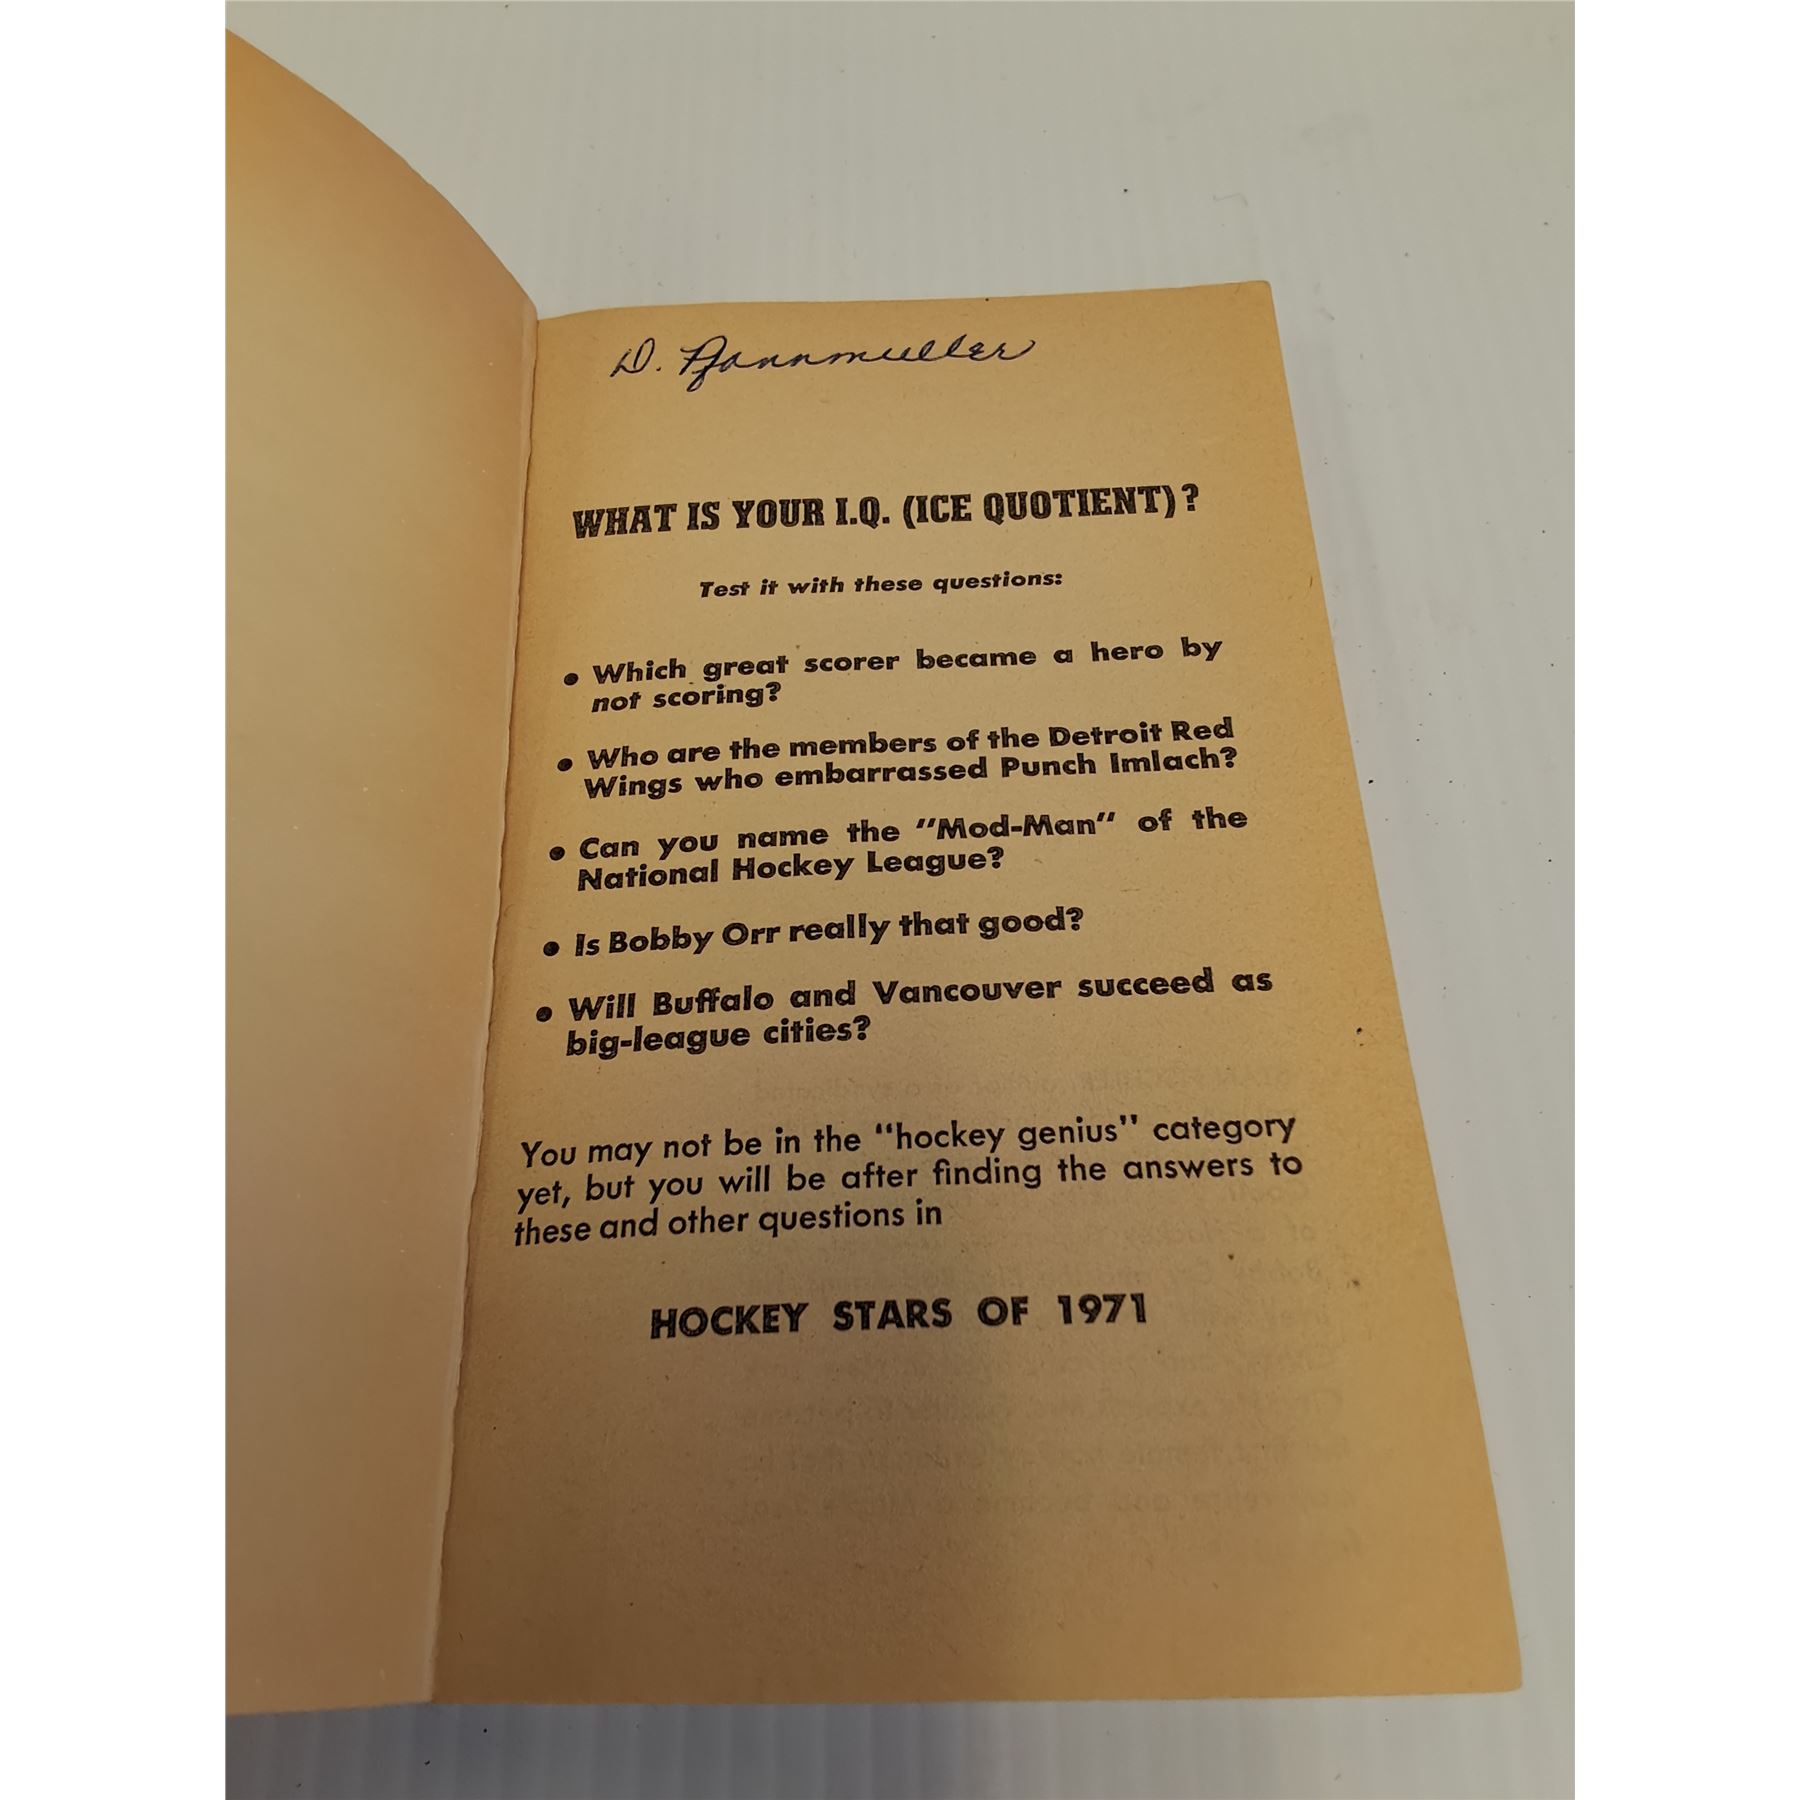 D. Pfannmuller
WHAT IS YOUR I.Q. (ICE QUOTIENT)?
Test it with these questions:
• Which great scorer became a hero by
not scoring?
• Who are the members of the Detroit Red
Wings who embarrassed Punch Imlach?
• Can you name the "Mod-Man" of the
National Hockey League?
• Is Bobby Orr really that good?
• Will Buffalo and Vancouver succeed as
big-league cities?
You may not be in the "hockey genius" category
yet, but you will be after finding the answers to
these and other questions in
HOCKEY STARS OF 1971